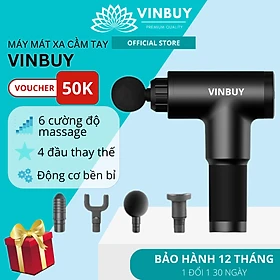 VINBUY
PREMIUM QUALITY
OFFICIAL STORE
MÁY MÁT XA CẦM TAY
VINBUY
VOUCHER 50K
6 cường độ
massage
4 đầu thay thế
Động cơ bền bỉ
VINBUY
BẢO HÀNH 12 THÁNG
1 ĐỔI 1 30 NGÀY